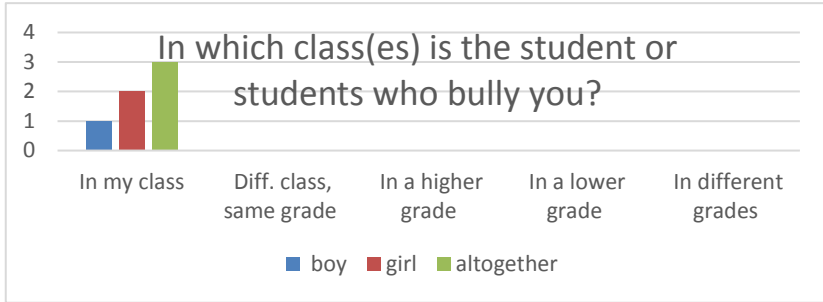 In which class(es) is the student or
students who bully you?
4
3
2
1
0
In my class
Diff. class,
same grade
In a higher
grade
In a lower
grade
In different
grades
boy girl altogether